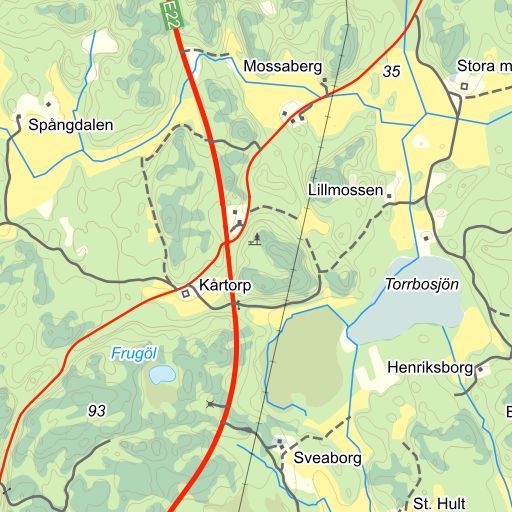 E22
Mossaberg
35
Stora m
Spångdalen
Lillmossen
Kårtorp
Torrbosjön
Frugöl
Henriksborg
93
Sveaborg
St. Hult